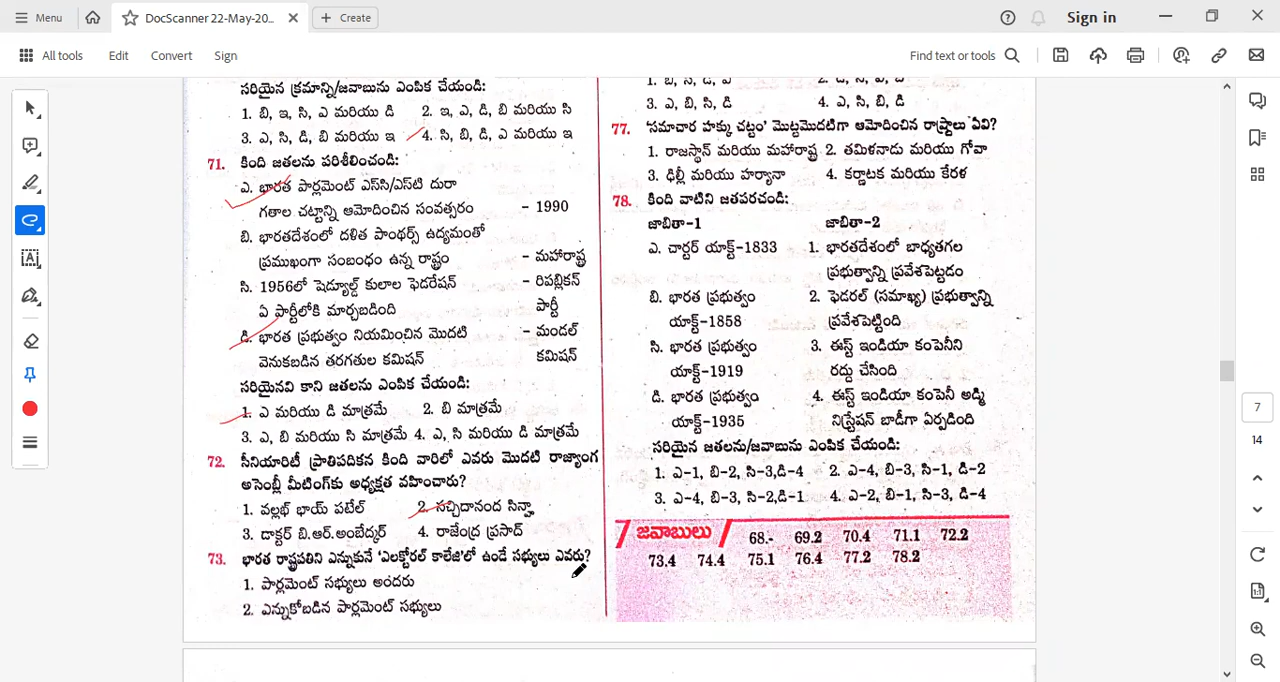 Menu
DocScanner 22-May-20...
Create
Sign in
All tools
Edit
Convert
Sign
Find text or tools
సరియైన క్రమాన్ని/జవాబును ఎంపిక చేయండి:
1. బి, ఇ, సి, ఎ మరియు డి 2. ఇ, ఎ, డి, బి మరియు సి
3. ఎ, సి, డి, బి మరియు ఇ 4. సి, బి, డి, ఎ మరియు ఇ
71. కింది జతలను పరిశీలించండి:
ఎ. భారత పార్లమెంట్ ఎస్సి/ఎస్‌టి దురా
గతాల చట్టాన్ని ఆమోదించిన సంవత్సరం - 1990
బి. భారతదేశంలో దళిత పాంథర్స్ ఉద్యమంతో
ప్రముఖంగా సంబంధం ఉన్న రాష్ట్రం - మహారాష్ట్ర
సి. 1956లో షెడ్యూల్డ్ కులాల ఫెడరేషన్ - రిపబ్లికన్
ఏ పార్టీలోకి మార్చబడింది పార్టీ
డి. భారత ప్రభుత్వం నియమించిన మొదటి - మండల్
వెనుకబడిన తరగతుల కమిషన్ కమిషన్
సరియైనవి కాని జతలను ఎంపిక చేయండి:
1. ఎ మరియు డి మాత్రమే 2. బి మాత్రమే
3. ఎ, బి మరియు సి మాత్రమే 4. ఎ, సి మరియు డి మాత్రమే
72. సీనియారిటీ ప్రాతిపదికన కింది వారిలో ఎవరు మొదటి రాజ్యాంగ
అసెంబ్లీ మీటింగ్‌కు అధ్యక్షత వహించారు?
1. వల్లభ్ భాయ్ పటేల్ 2. సచ్చిదానంద సిన్హా
3. డాక్టర్ బి.ఆర్.అంబేద్కర్ 4. రాజేంద్ర ప్రసాద్
73. భారత రాష్ట్రపతిని ఎన్నుకునే 'ఎలక్టోరల్ కాలేజి'లో ఉండే సభ్యులు ఎవరు?
1. పార్లమెంట్ సభ్యులు అందరు
2. ఎన్నుకోబడిన పార్లమెంట్ సభ్యులు
3. ఎ, బి, సి, డి 4. ఎ, సి, బి, డి
77. 'సమాచార హక్కు చట్టం' మొట్టమొదటిగా ఆమోదించిన రాష్ట్రాలు ఏవి?
1. రాజస్థాన్ మరియు మహారాష్ట్ర 2. తమిళనాడు మరియు గోవా
3. ఢిల్లీ మరియు హర్యానా 4. కర్ణాటక మరియు కేరళ
78. కింది వాటిని జతపరచండి:
జాబితా-1 జాబితా-2
ఎ. చార్టర్ యాక్ట్-1833 1. భారతదేశంలో బాధ్యతగల
ప్రభుత్వాన్ని ప్రవేశపెట్టడం
బి. భారత ప్రభుత్వం 2. ఫెడరల్ (సమాఖ్య) ప్రభుత్వాన్ని
యాక్ట్-1858 ప్రవేశపెట్టింది
సి. భారత ప్రభుత్వం 3. ఈస్ట్ ఇండియా కంపెనీని
యాక్ట్-1919 రద్దు చేసింది
డి. భారత ప్రభుత్వం 4. ఈస్ట్ ఇండియా కంపెనీ అడ్మి
యాక్ట్-1935 నిస్ట్రేషన్ బాడీగా ఏర్పడింది
సరియైన జతలను/జవాబును ఎంపిక చేయండి:
1. ఎ-1, బి-2, సి-3,డి-4 2. ఎ-4, బి-3, సి-1, డి-2
3. ఎ-4, బి-3, సి-2,డి-1 4. ఎ-2, బి-1, సి-3, డి-4
జవాబులు 68.- 69.2 70.4 71.1 72.2
73.4 74.4 75.1 76.4 77.2 78.2
7
14